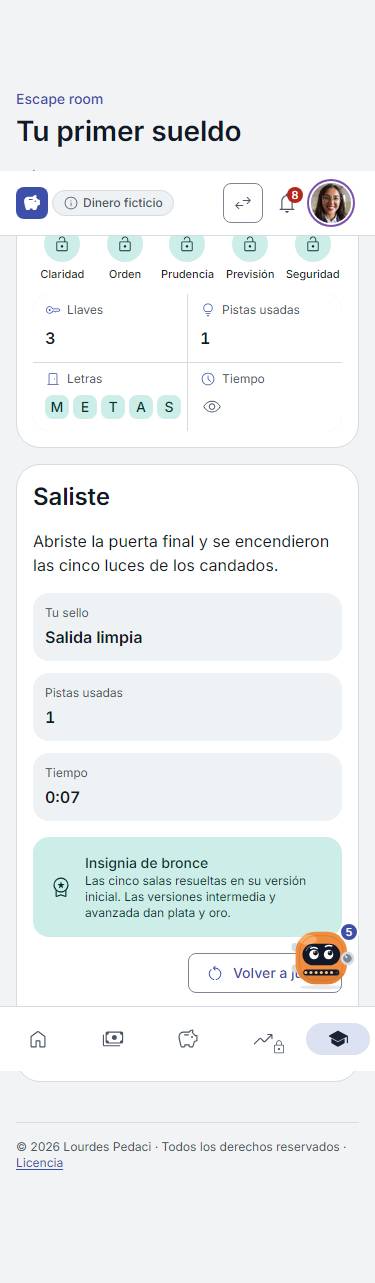 Escape room
Tu primer sueldo
Dinero ficticio
8
Claridad
Orden
Prudencia
Previsión
Seguridad
Llaves
3
Pistas usadas
1
Letras
M E T A S
Tiempo
Saliste
Abriste la puerta final y se encendieron
las cinco luces de los candados.
Tu sello
Salida limpia
Pistas usadas
1
Tiempo
0:07
Insignia de bronce
Las cinco salas resueltas en su versión
inicial. Las versiones intermedia y
avanzada dan plata y oro.
5
Volver a
© 2026 Lourdes Pedaci · Todos los derechos reservados ·
Licencia